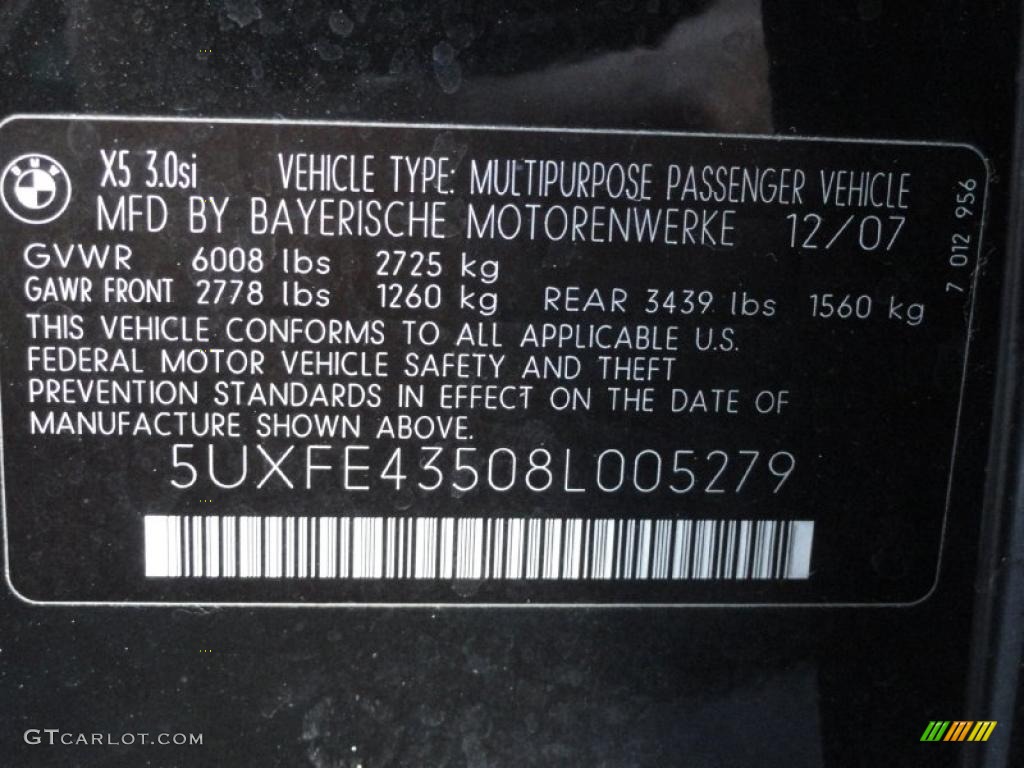 X5 3.0si VEHICLE TYPE: MULTIPURPOSE PASSENGER VEHICLE
MFD BY BAYERISCHE MOTORENWERKE 12/07
GVWR 6008 lbs 2725 kg
GAWR FRONT 2778 lbs 1260 kg REAR 3439 lbs 1560 kg
THIS VEHICLE CONFORMS TO ALL APPLICABLE U.S.
FEDERAL MOTOR VEHICLE SAFETY AND THEFT
PREVENTION STANDARDS IN EFFECT ON THE DATE OF
MANUFACTURE SHOWN ABOVE.
5UXFE43508L005279
7 012 956
BMW
GTCARLOT.COM